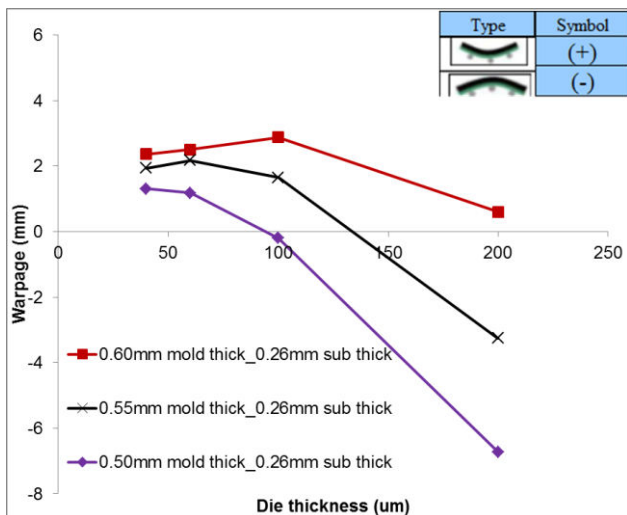 Type Symbol
(+)
(-)
6
4
2
0
-2
-4
-6
-8
0 50 100 150 200 250
Warpage (mm)
0.60mm mold thick_0.26mm sub thick
0.55mm mold thick_0.26mm sub thick
0.50mm mold thick_0.26mm sub thick
Die thickness (um)